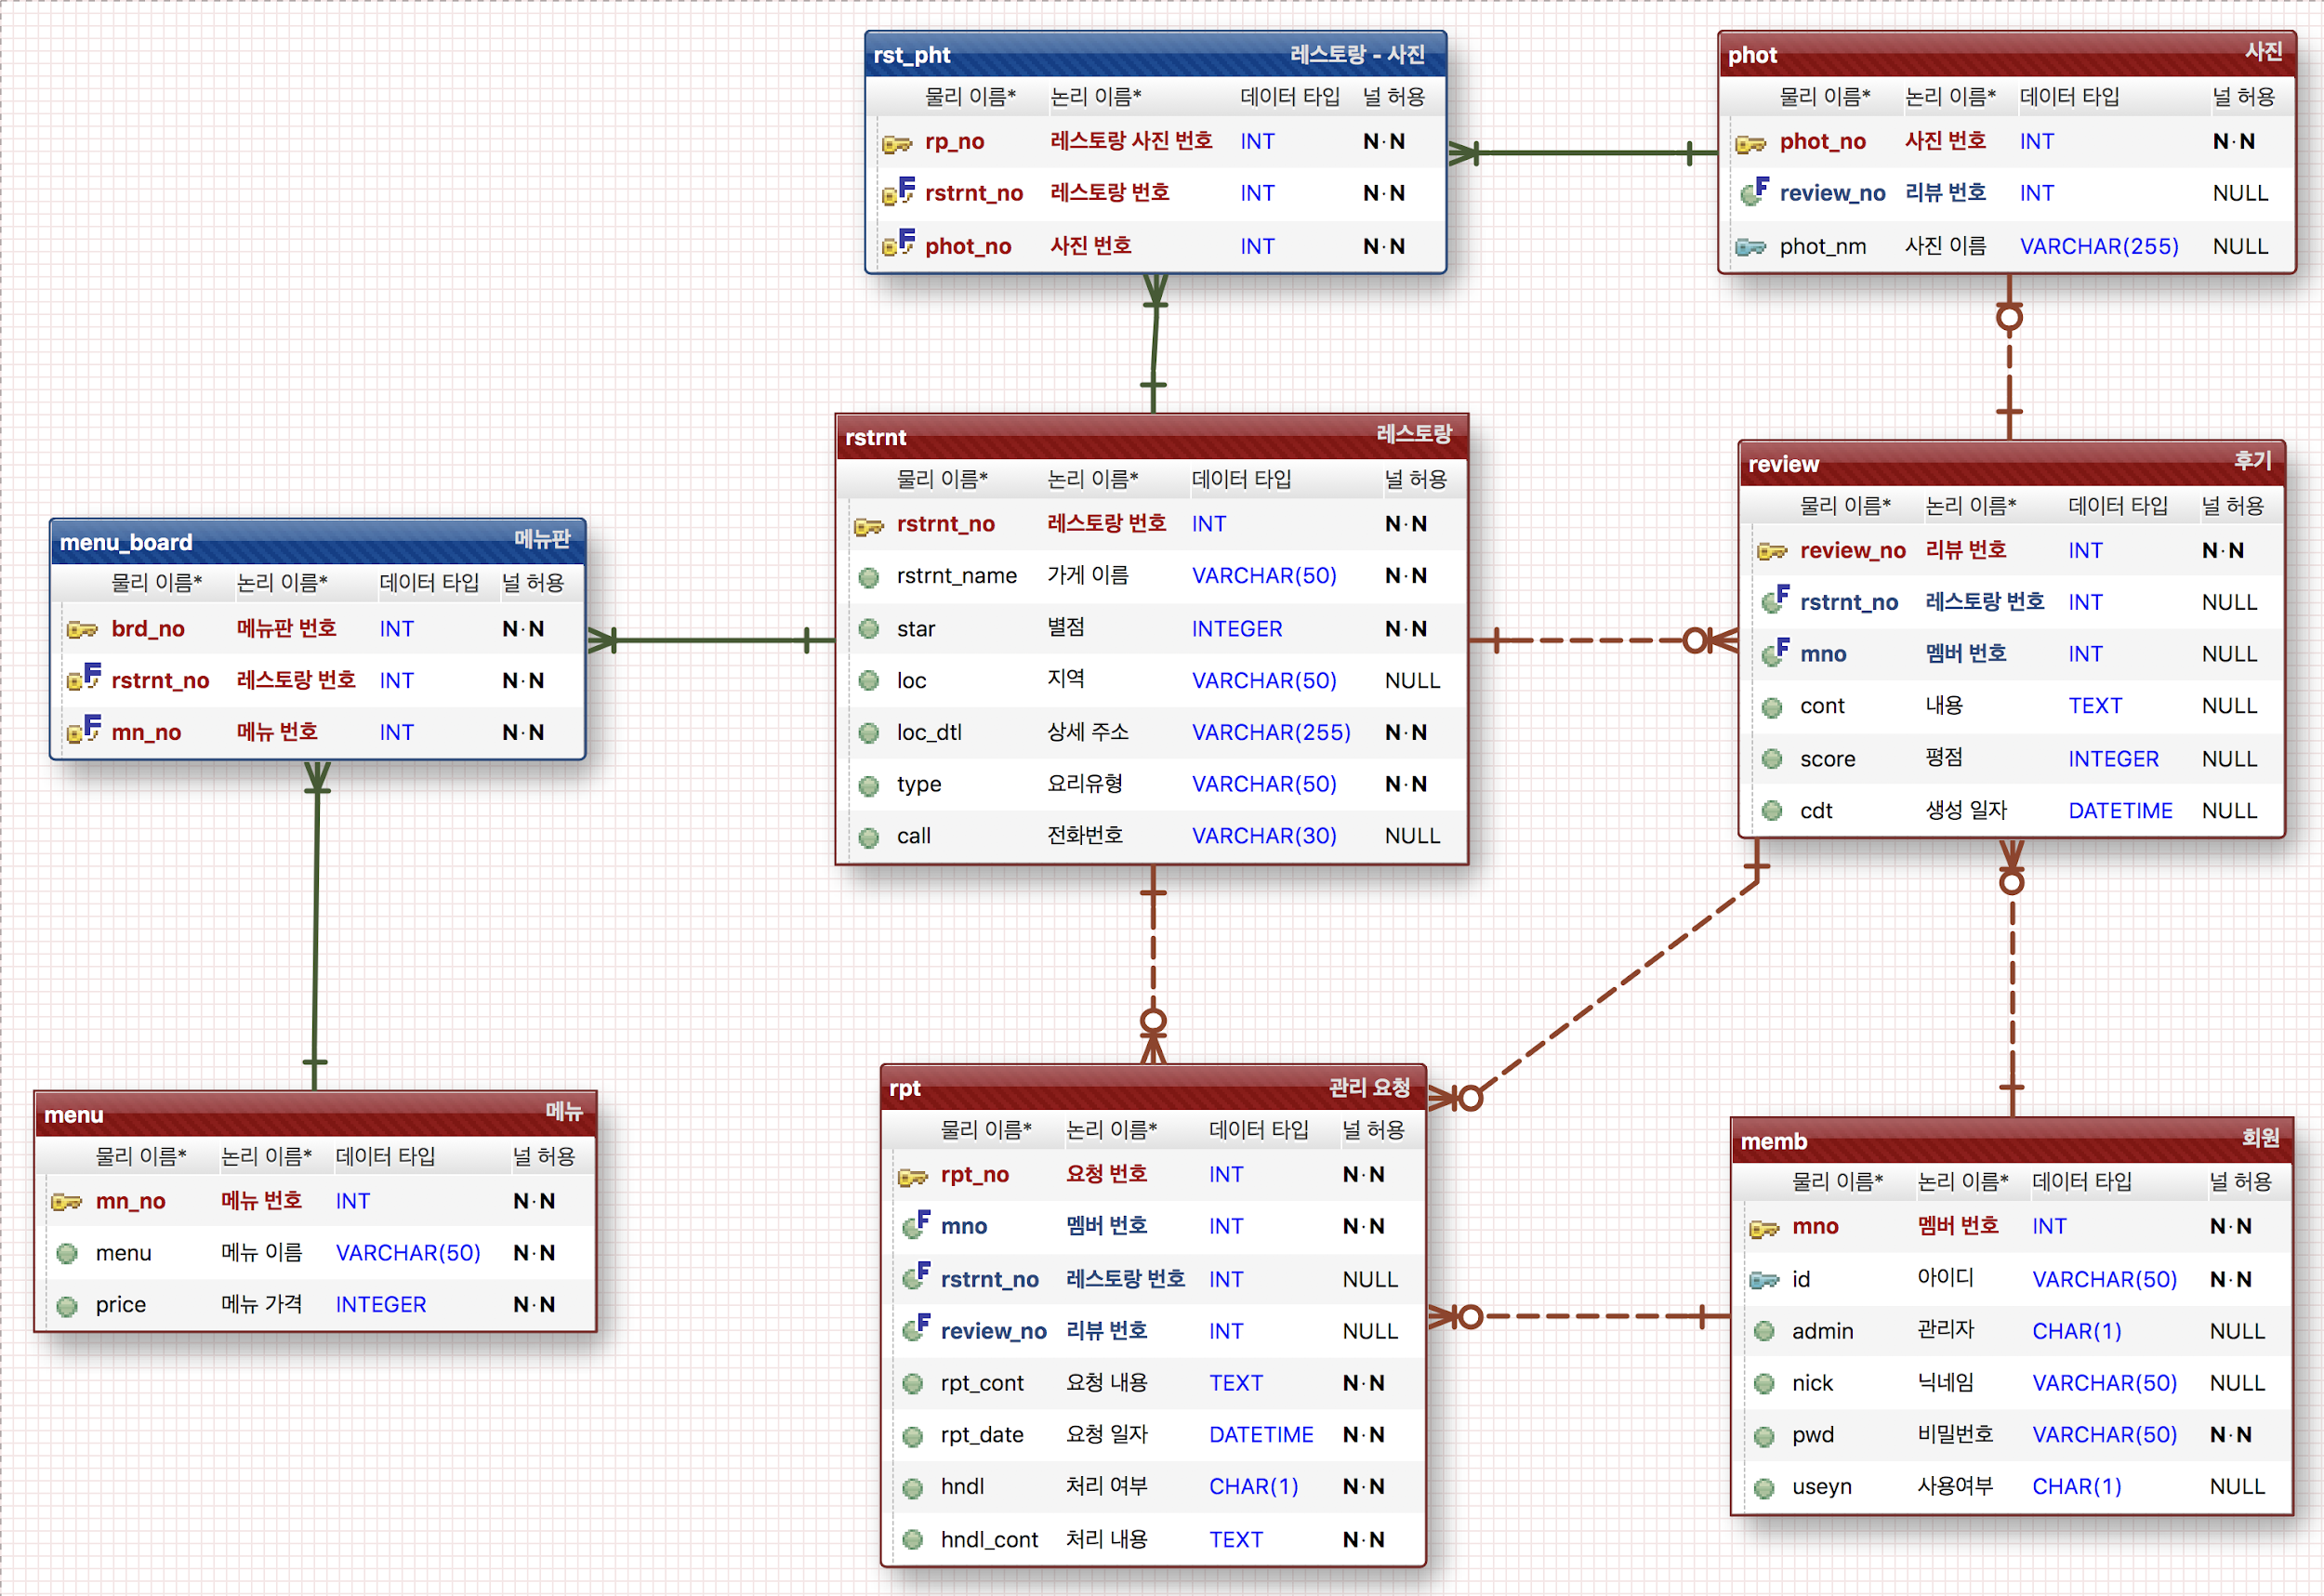 rst_pht 레스토랑 - 사진
물리 이름* 논리 이름* 데이터 타입 널 허용
rp_no 레스토랑 사진 번호 INT N·N
F rstrnt_no 레스토랑 번호 INT N·N
F phot_no 사진 번호 INT N·N
phot 사진
물리 이름* 논리 이름* 데이터 타입 널 허용
phot_no 사진 번호 INT N·N
F review_no 리뷰 번호 INT NULL
phot_nm 사진 이름 VARCHAR(255) NULL
rstrnt 레스토랑
물리 이름* 논리 이름* 데이터 타입 널 허용
rstrnt_no 레스토랑 번호 INT N·N
rstrnt_name 가게 이름 VARCHAR(50) N·N
star 별점 INTEGER N·N
loc 지역 VARCHAR(50) NULL
loc_dtl 상세 주소 VARCHAR(255) N·N
type 요리유형 VARCHAR(50) N·N
call 전화번호 VARCHAR(30) NULL
review 후기
물리 이름* 논리 이름* 데이터 타입 널 허용
review_no 리뷰 번호 INT N·N
F rstrnt_no 레스토랑 번호 INT NULL
F mno 멤버 번호 INT NULL
cont 내용 TEXT NULL
score 평점 INTEGER NULL
cdt 생성 일자 DATETIME NULL
menu_board 메뉴판
물리 이름* 논리 이름* 데이터 타입 널 허용
brd_no 메뉴판 번호 INT N·N
F rstrnt_no 레스토랑 번호 INT N·N
F mn_no 메뉴 번호 INT N·N
menu 메뉴
물리 이름* 논리 이름* 데이터 타입 널 허용
mn_no 메뉴 번호 INT N·N
menu 메뉴 이름 VARCHAR(50) N·N
price 메뉴 가격 INTEGER N·N
rpt 관리 요청
물리 이름* 논리 이름* 데이터 타입 널 허용
rpt_no 요청 번호 INT N·N
F mno 멤버 번호 INT N·N
F rstrnt_no 레스토랑 번호 INT NULL
F review_no 리뷰 번호 INT NULL
rpt_cont 요청 내용 TEXT N·N
rpt_date 요청 일자 DATETIME N·N
hndl 처리 여부 CHAR(1) N·N
hndl_cont 처리 내용 TEXT N·N
memb 회원
물리 이름* 논리 이름* 데이터 타입 널 허용
mno 멤버 번호 INT N·N
id 아이디 VARCHAR(50) N·N
admin 관리자 CHAR(1) NULL
nick 닉네임 VARCHAR(50) NULL
pwd 비밀번호 VARCHAR(50) N·N
useyn 사용여부 CHAR(1) NULL